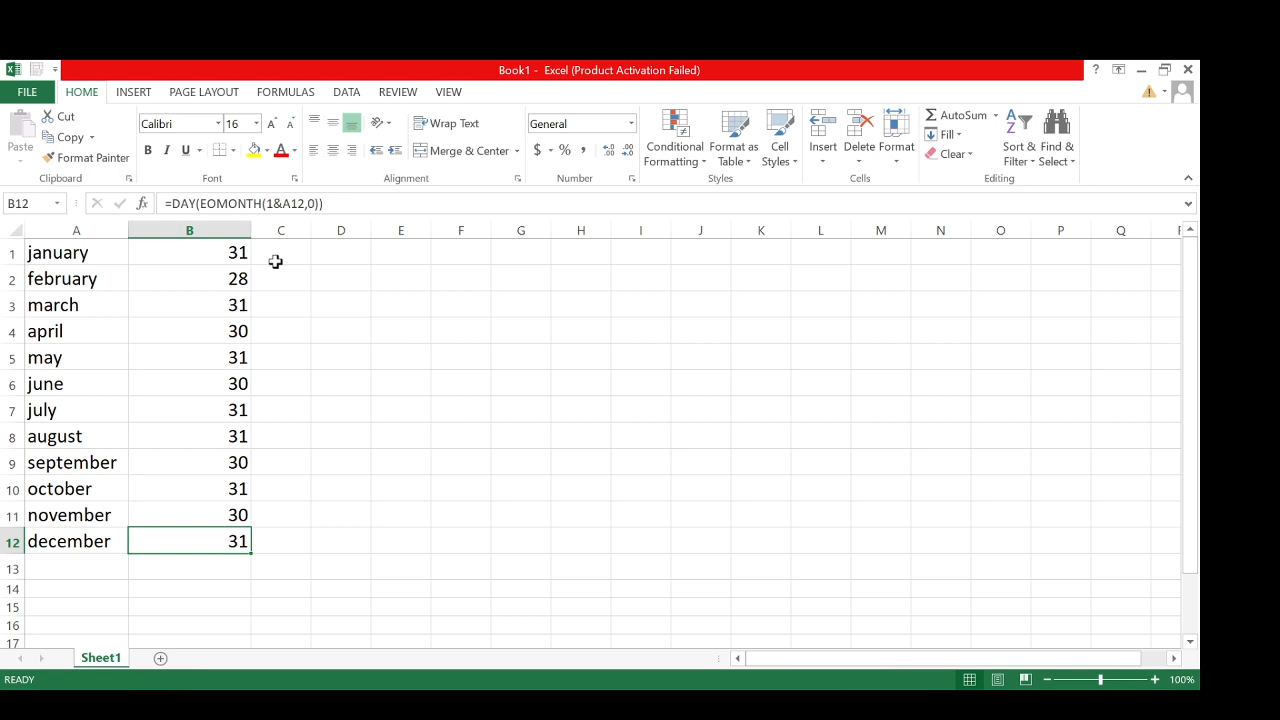 Book1 - Excel (Product Activation Failed)
?
FILE HOME INSERT PAGE LAYOUT FORMULAS DATA REVIEW VIEW
Paste
Cut
Copy
Format Painter
Clipboard
Calibri 16
A A
B I U A
Font
Wrap Text
Merge & Center
Alignment
General
$ % , .0 .00 .00 .0
Number
Conditional Formatting
Format as Table
Cell Styles
Styles
Insert Delete Format
Cells
AutoSum
Fill
Clear
Sort & Filter
Find & Select
Editing
B12 fx =DAY(EOMONTH(1&A12,0))
A B C D E F G H I J K L M N O P Q
1 january 31
2 february 28
3 march 31
4 april 30
5 may 31
6 june 30
7 july 31
8 august 31
9 september 30
10 october 31
11 november 30
12 december 31
13
14
15
16
17
Sheet1
READY 100%